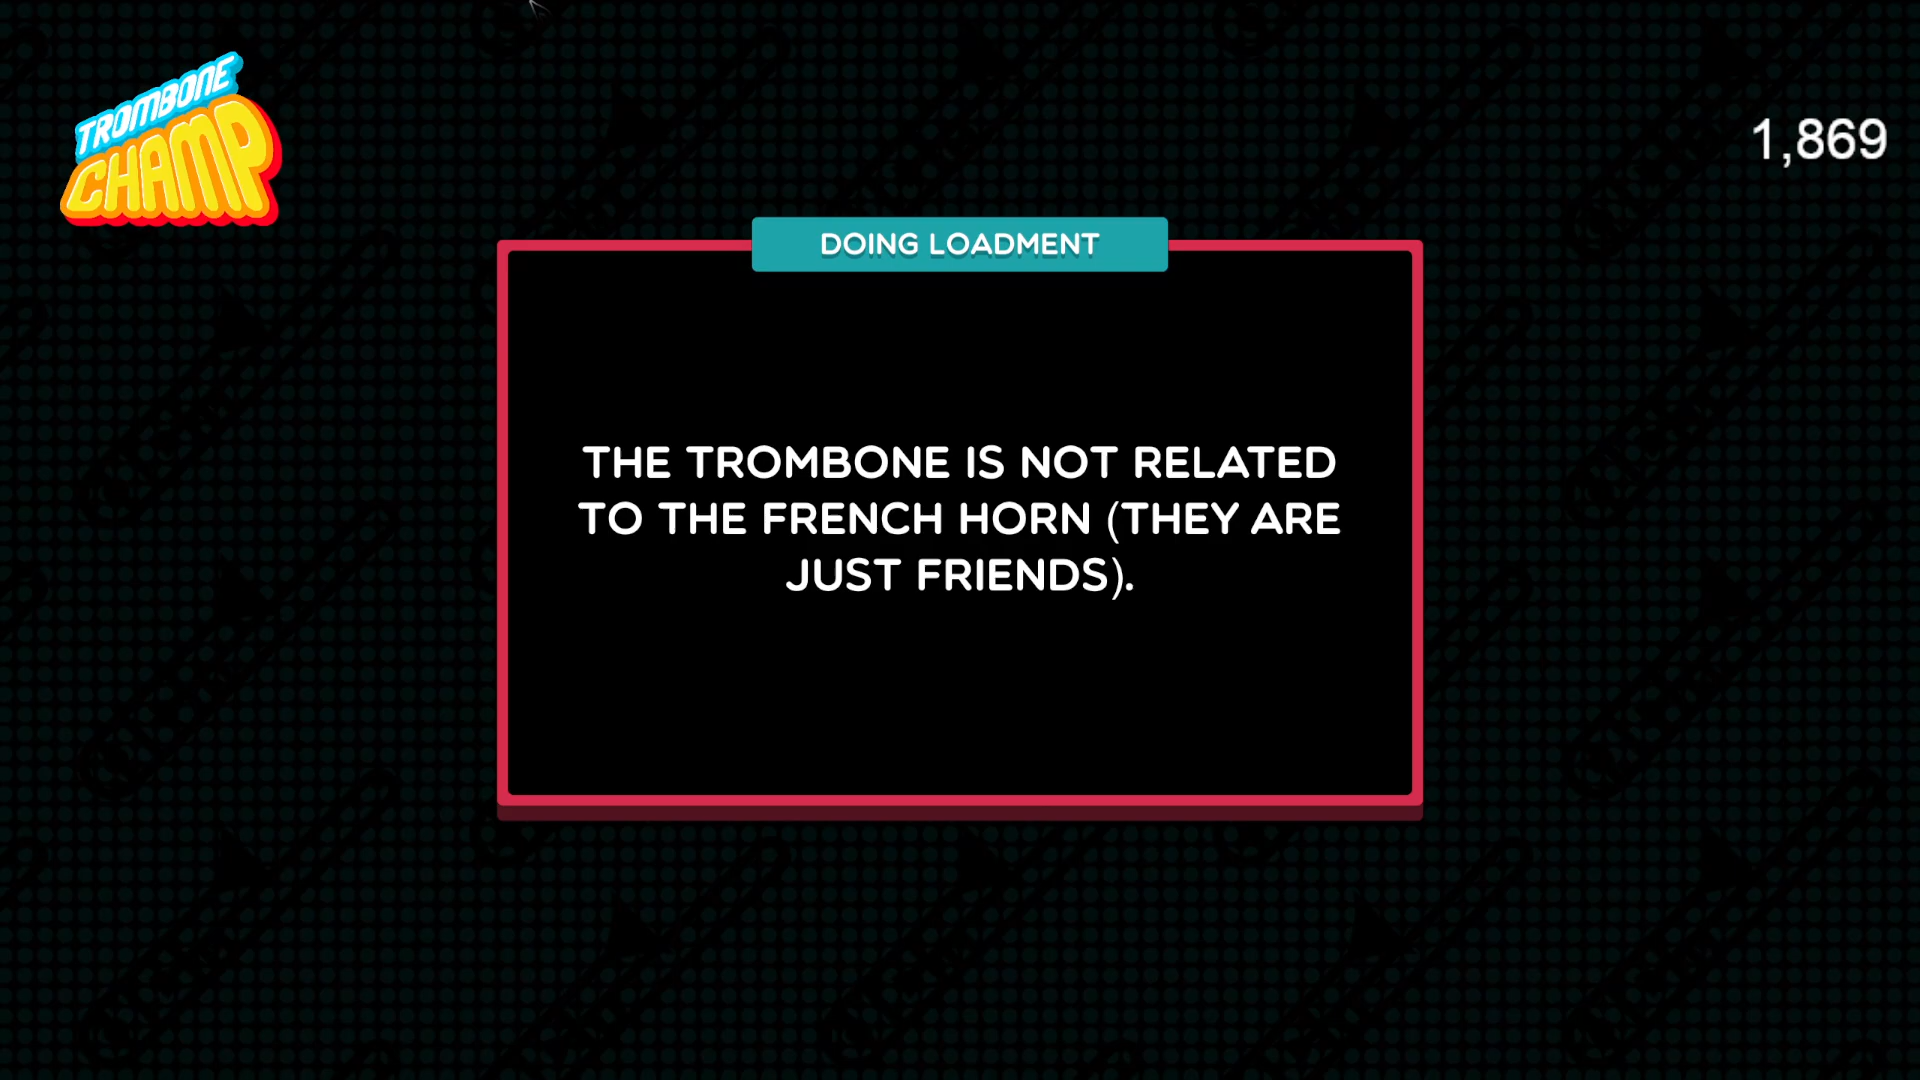 TROMBONE
CHAMP
1,869
DOING LOADMENT
THE TROMBONE IS NOT RELATED
TO THE FRENCH HORN (THEY ARE
JUST FRIENDS).